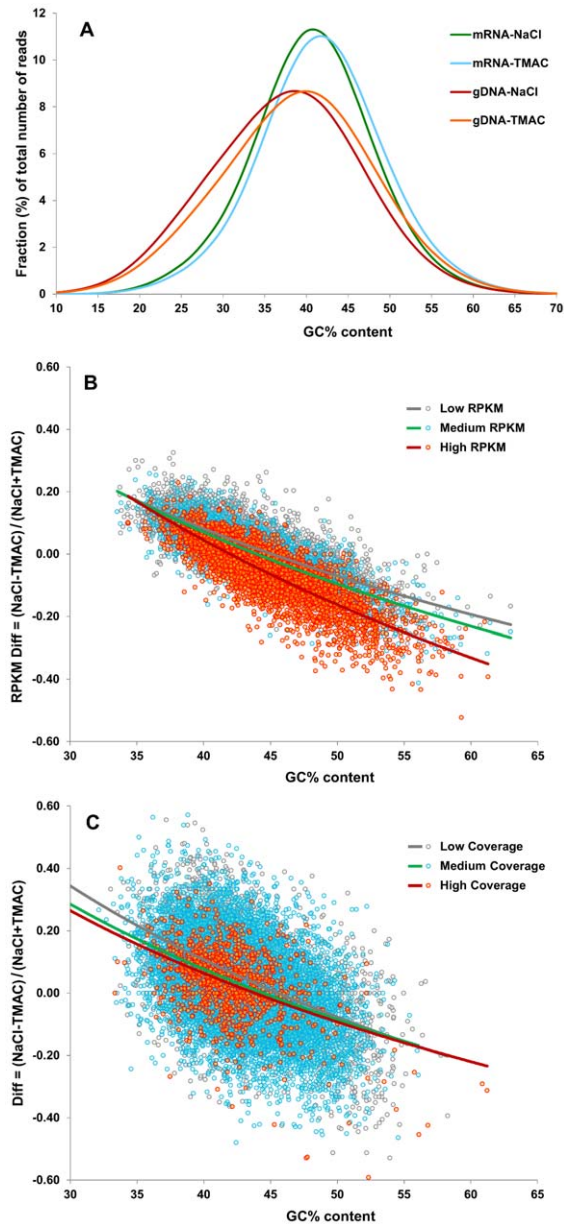 A
mRNA-NaCl
mRNA-TMAC
gDNA-NaCl
gDNA-TMAC
Fraction (%) of total number of reads
12
10
8
6
4
2
0
10 15 20 25 30 35 40 45 50 55 60 65 70
GC% content
B
Low RPKM
Medium RPKM
High RPKM
RPKM Diff = (NaCl-TMAC) / (NaCl+TMAC)
0.60
0.40
0.20
0.00
-0.20
-0.40
-0.60
30 35 40 45 50 55 60 65
GC% content
C
Low Coverage
Medium Coverage
High Coverage
Diff = (NaCl-TMAC) / (NaCl+TMAC)
0.60
0.40
0.20
0.00
-0.20
-0.40
-0.60
30 35 40 45 50 55 60 65
GC% content